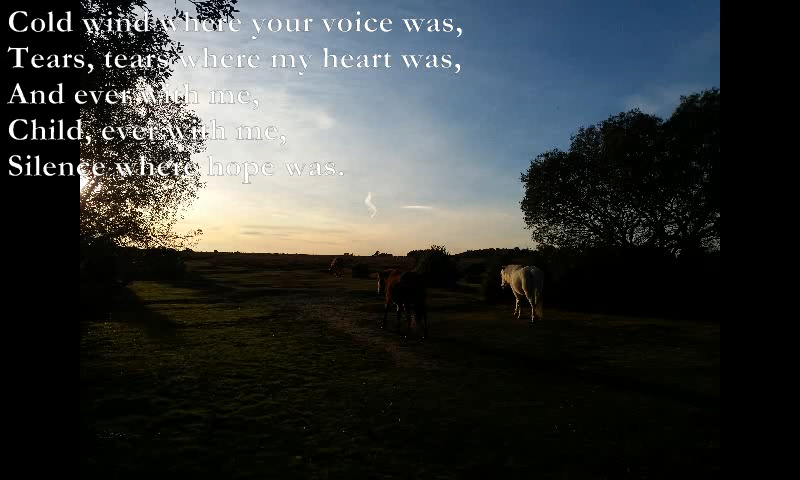 Cold wind where your voice was,
Tears, tears where my heart was,
And ever with me,
Child, ever with me,
Silence where hope was.